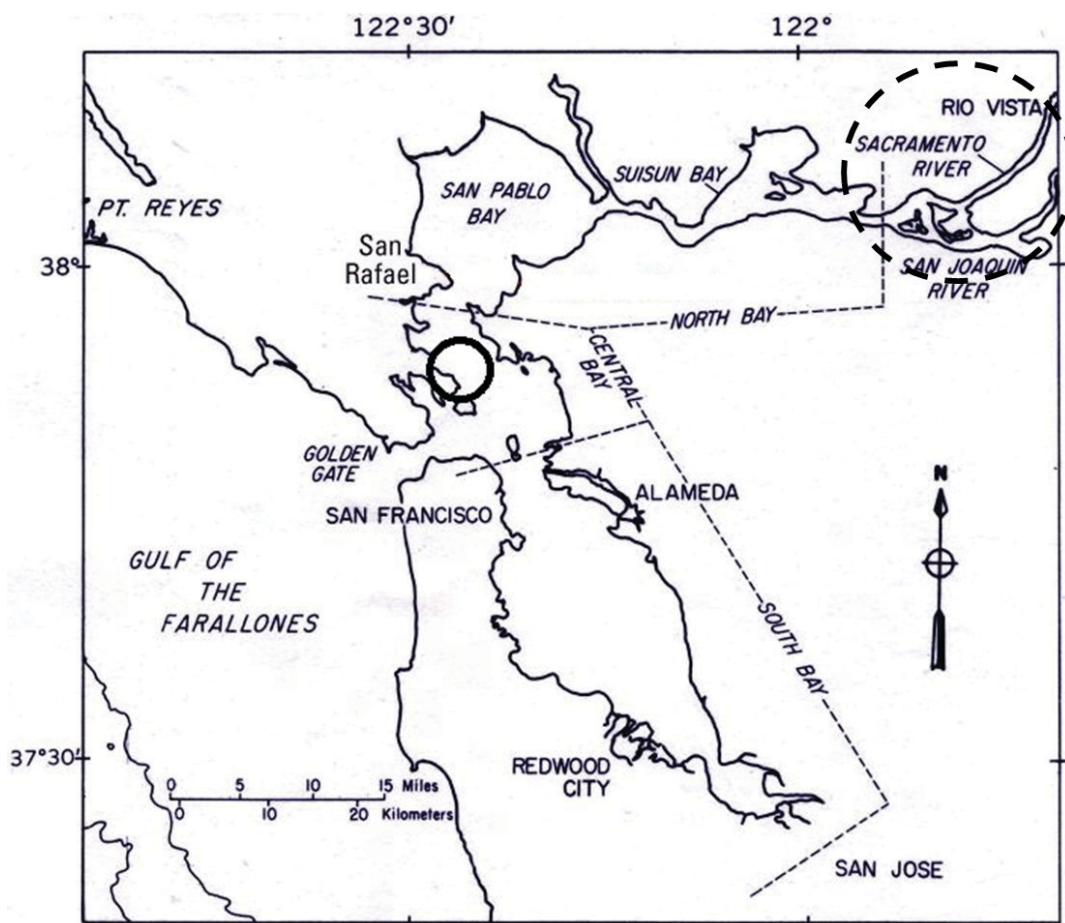 122°30′
122°
RIO VISTA
SACRAMENTO
RIVER
SUISUN BAY
SAN PABLO
BAY
PT. REYES
San
Rafael
38°
SAN JOAQUIN
RIVER
NORTH BAY
CENTRAL
BAY
GOLDEN
GATE
SAN FRANCISCO
ALAMEDA
N
GULF OF
THE
FARALLONES
SOUTH BAY
37°30′
REDWOOD
CITY
0 5 10 15 Miles
0 10 20 Kilometers
SAN JOSE